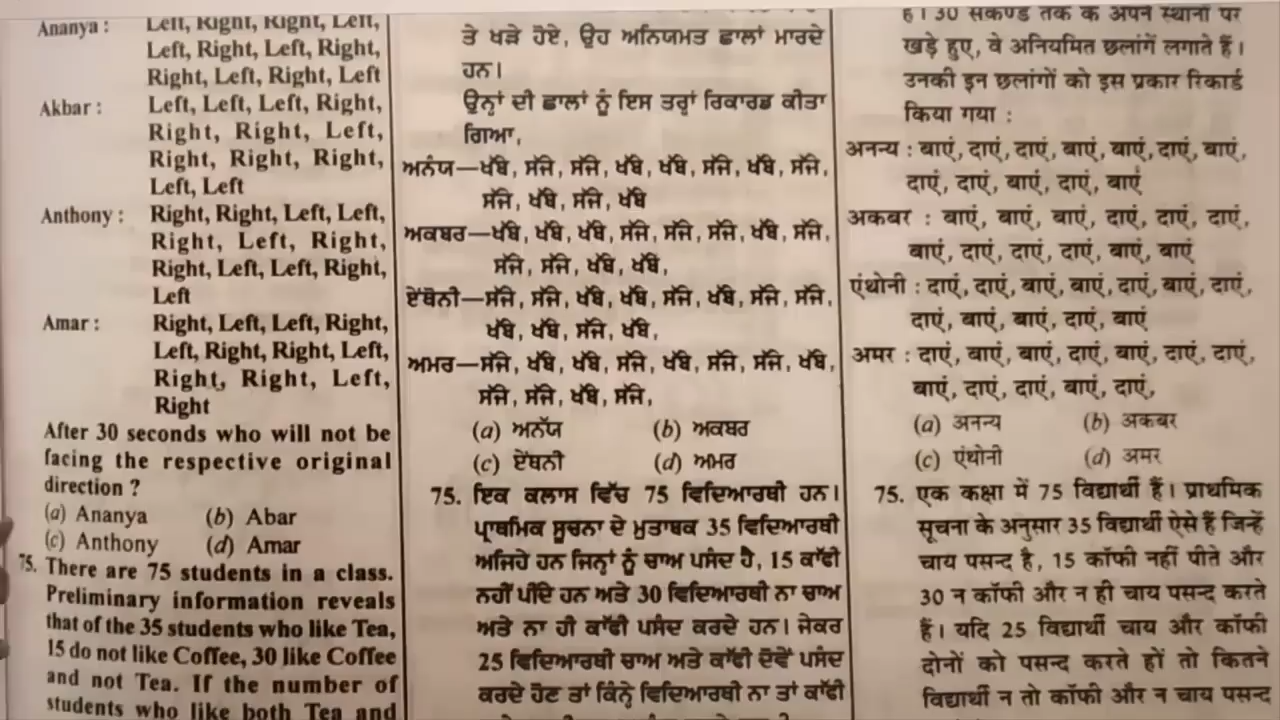 Ananya : Left, Right, Right, Left,
Left, Right, Left, Right,
Right, Left, Right, Left
Akbar : Left, Left, Left, Right,
Right, Right, Left,
Right, Right, Right,
Left, Left
Anthony : Right, Right, Left, Left,
Right, Left, Right,
Right, Left, Left, Right,
Left
Amar : Right, Left, Left, Right,
Left, Right, Right, Left,
Right, Right, Left,
Right
After 30 seconds who will not be
facing the respective original
direction ?
(a) Ananya (b) Abar
(c) Anthony (d) Amar
75. There are 75 students in a class.
Preliminary information reveals
that of the 35 students who like Tea,
15 do not like Coffee, 30 like Coffee
and not Tea. If the number of
students who like both Tea and
ਤੇ ਖੜੇ ਹੋਏ, ਉਹ ਅਨਿਯਮਤ ਛਾਲਾਂ ਮਾਰਦੇ
ਹਨ।
ਉਨ੍ਹਾਂ ਦੀ ਛਾਲਾਂ ਨੂੰ ਇਸ ਤਰ੍ਹਾਂ ਰਿਕਾਰਡ ਕੀਤਾ
ਗਿਆ,
ਅਨੰਯ—ਖੱਬੇ, ਸੱਜੇ, ਸੱਜੇ, ਖੱਬੇ, ਖੱਬੇ, ਸੱਜੇ, ਖੱਬੇ, ਸੱਜੇ,
ਸੱਜੇ, ਖੱਬੇ, ਸੱਜੇ, ਖੱਬੇ
ਅਕਬਰ—ਖੱਬੇ, ਖੱਬੇ, ਖੱਬੇ, ਸੱਜੇ, ਸੱਜੇ, ਸੱਜੇ, ਖੱਬੇ, ਸੱਜੇ,
ਸੱਜੇ, ਸੱਜੇ, ਖੱਬੇ, ਖੱਬੇ,
ਏਂਥੋਨੀ—ਸੱਜੇ, ਸੱਜੇ, ਖੱਬੇ, ਖੱਬੇ, ਸੱਜੇ, ਖੱਬੇ, ਸੱਜੇ, ਸੱਜੇ,
ਖੱਬੇ, ਖੱਬੇ, ਸੱਜੇ, ਖੱਬੇ,
ਅਮਰ—ਸੱਜੇ, ਖੱਬੇ, ਖੱਬੇ, ਸੱਜੇ, ਖੱਬੇ, ਸੱਜੇ, ਸੱਜੇ, ਖੱਬੇ,
ਸੱਜੇ, ਸੱਜੇ, ਖੱਬੇ, ਸੱਜੇ,
(a) ਅਨੱਯ (b) ਅਕਬਰ
(c) ਏਂਥਨੀ (d) ਅਮਰ
75. ਇਕ ਕਲਾਸ ਵਿੱਚ 75 ਵਿਦਿਆਰਥੀ ਹਨ।
ਪ੍ਰਾਥਮਿਕ ਸੂਚਨਾ ਦੇ ਮੁਤਾਬਕ 35 ਵਿਦਿਆਰਥੀ
ਅਜਿਹੇ ਹਨ ਜਿਨ੍ਹਾਂ ਨੂੰ ਚਾਅ ਪਸੰਦ ਹੈ, 15 ਕਾੱਫੀ
ਨਹੀਂ ਪੀਂਦੇ ਹਨ ਅਤੇ 30 ਵਿਦਿਆਰਥੀ ਨਾ ਚਾਅ
ਅਤੇ ਨਾ ਹੀ ਕਾੱਫੀ ਪਸੰਦ ਕਰਦੇ ਹਨ। ਜੇਕਰ
25 ਵਿਦਿਆਰਥੀ ਚਾਅ ਅਤੇ ਕਾੱਫੀ ਦੋਵੇਂ ਪਸੰਦ
ਕਰਦੇ ਹੋਣ ਤਾਂ ਕਿੰਨ੍ਹੇ ਵਿਦਿਆਰਥੀ ਨਾ ਤਾਂ ਕਾੱਫੀ
है। 30 सेकण्ड तक के अपने स्थानों पर
खड़े हुए, वे अनियमित छलांगें लगाते हैं।
उनकी इन छलांगों को इस प्रकार रिकार्ड
किया गया :
अनन्य : बाएं, दाएं, दाएं, बाएं, बाएं, दाएं, बाएं,
दाएं, दाएं, बाएं, दाएं, बाएं
अकबर : बाएं, बाएं, बाएं, दाएं, दाएं, दाएं,
बाएं, दाएं, दाएं, दाएं, बाएं, बाएं
एंथोनी : दाएं, दाएं, बाएं, बाएं, दाएं, बाएं, दाएं,
दाएं, बाएं, बाएं, दाएं, बाएं
अमर : दाएं, बाएं, बाएं, दाएं, बाएं, दाएं, दाएं,
बाएं, दाएं, दाएं, बाएं, दाएं,
(a) अनन्य (b) अकबर
(c) एंथोनी (d) अमर
75. एक कक्षा में 75 विद्यार्थी हैं। प्राथमिक
सूचना के अनुसार 35 विद्यार्थी ऐसे हैं जिन्हें
चाय पसन्द है, 15 कॉफी नहीं पीते और
30 न कॉफी और न ही चाय पसन्द करते
हैं। यदि 25 विद्यार्थी चाय और कॉफी
दोनों को पसन्द करते हों तो कितने
विद्यार्थी न तो कॉफी और न चाय पसन्द